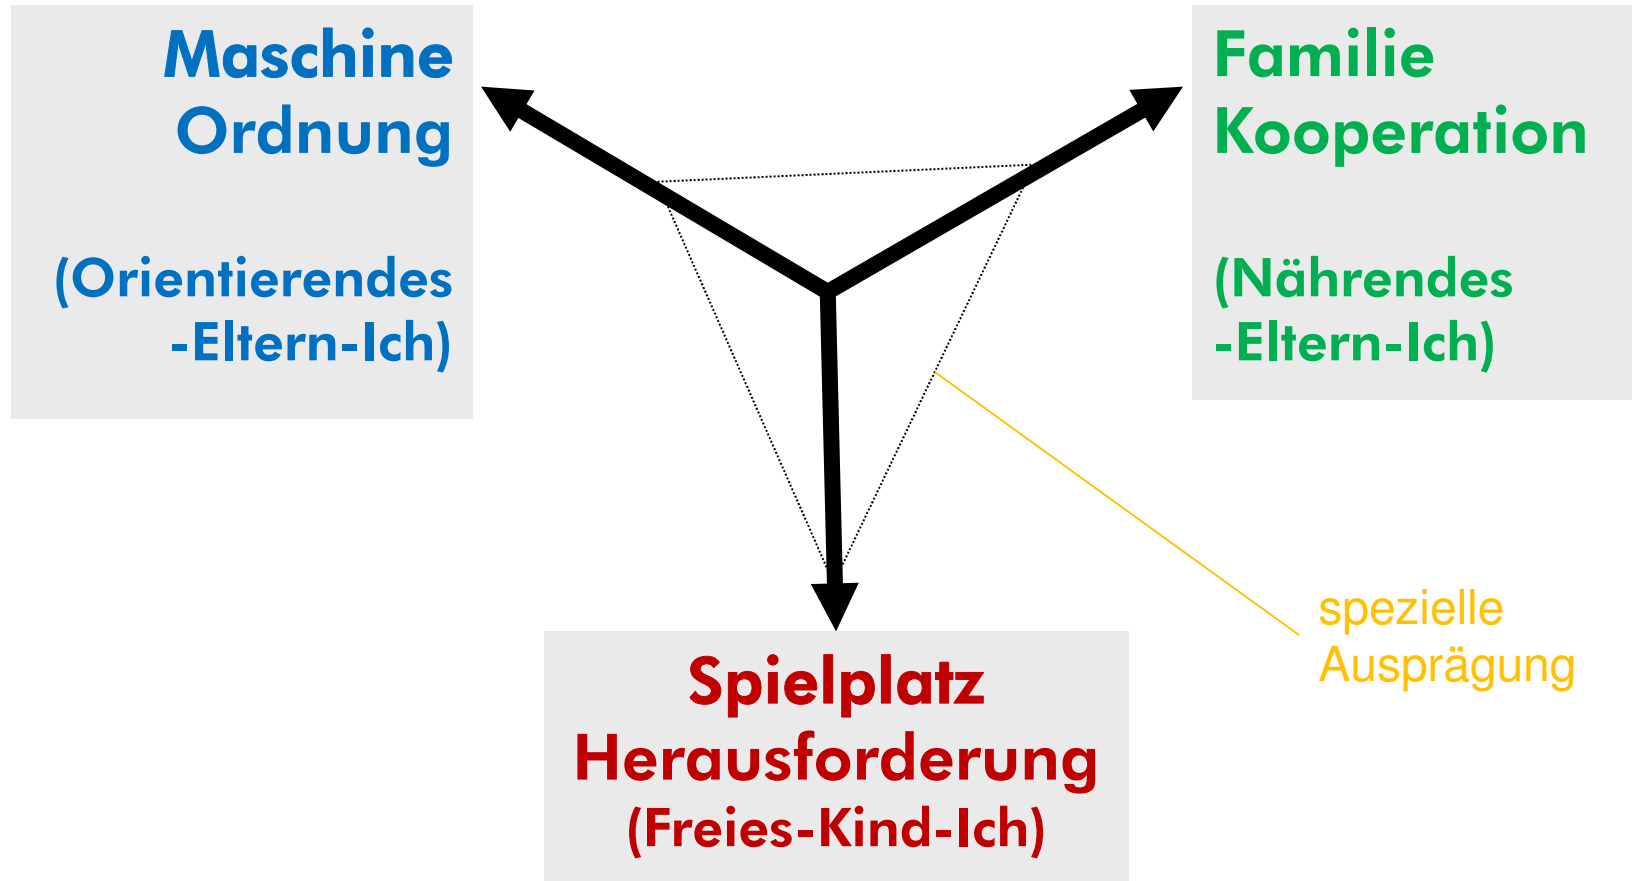 Maschine
Ordnung
(Orientierendes
-Eltern-Ich)
Familie
Kooperation
(Nährendes
-Eltern-Ich)
spezielle
Ausprägung
Spielplatz
Herausforderung
(Freies-Kind-Ich)